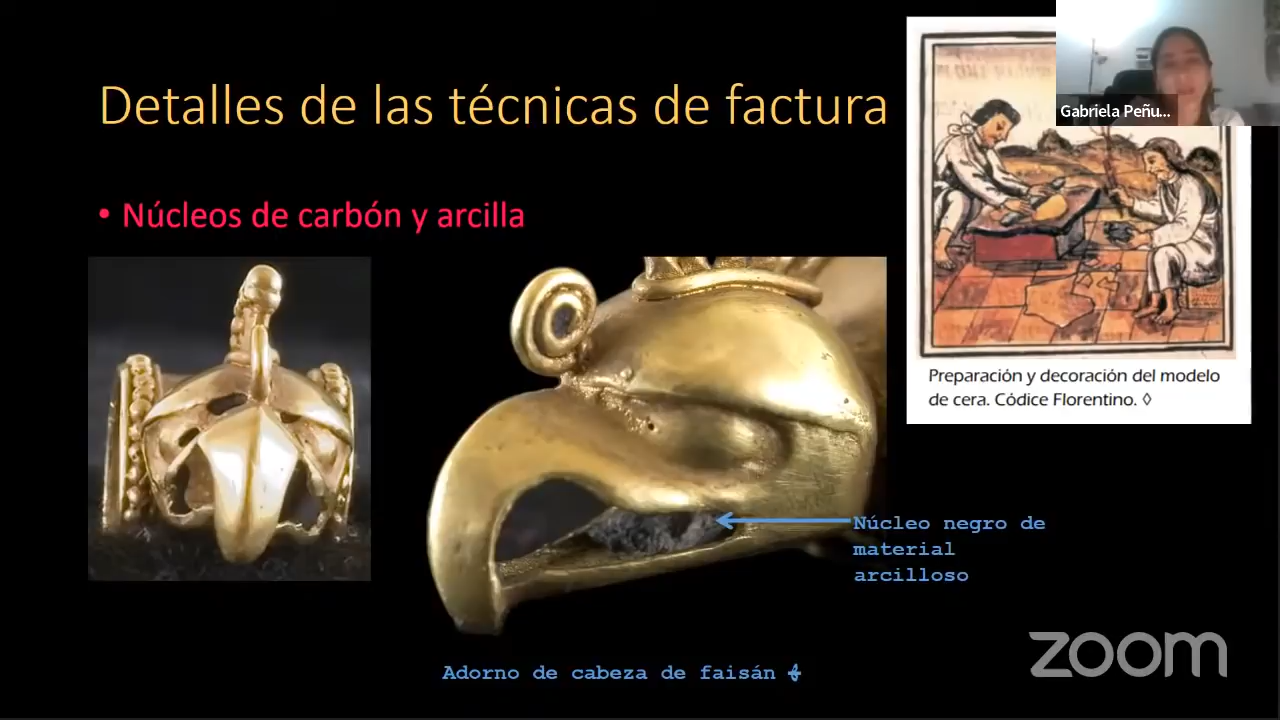 Detalles de las técnicas de factura
Gabriela Peñu...
• Núcleos de carbón y arcilla
Preparación y decoración del modelo
de cera. Códice Florentino. ◊
Núcleo negro de
material
arcilloso
Adorno de cabeza de faisán
zoom